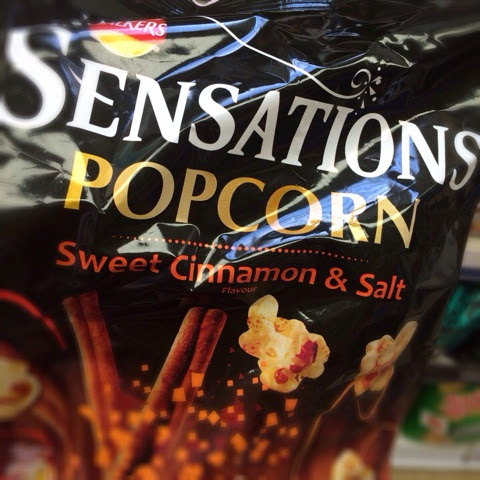 SENSATIONS
POPCORN
Sweet Cinnamon & Salt
Flavour